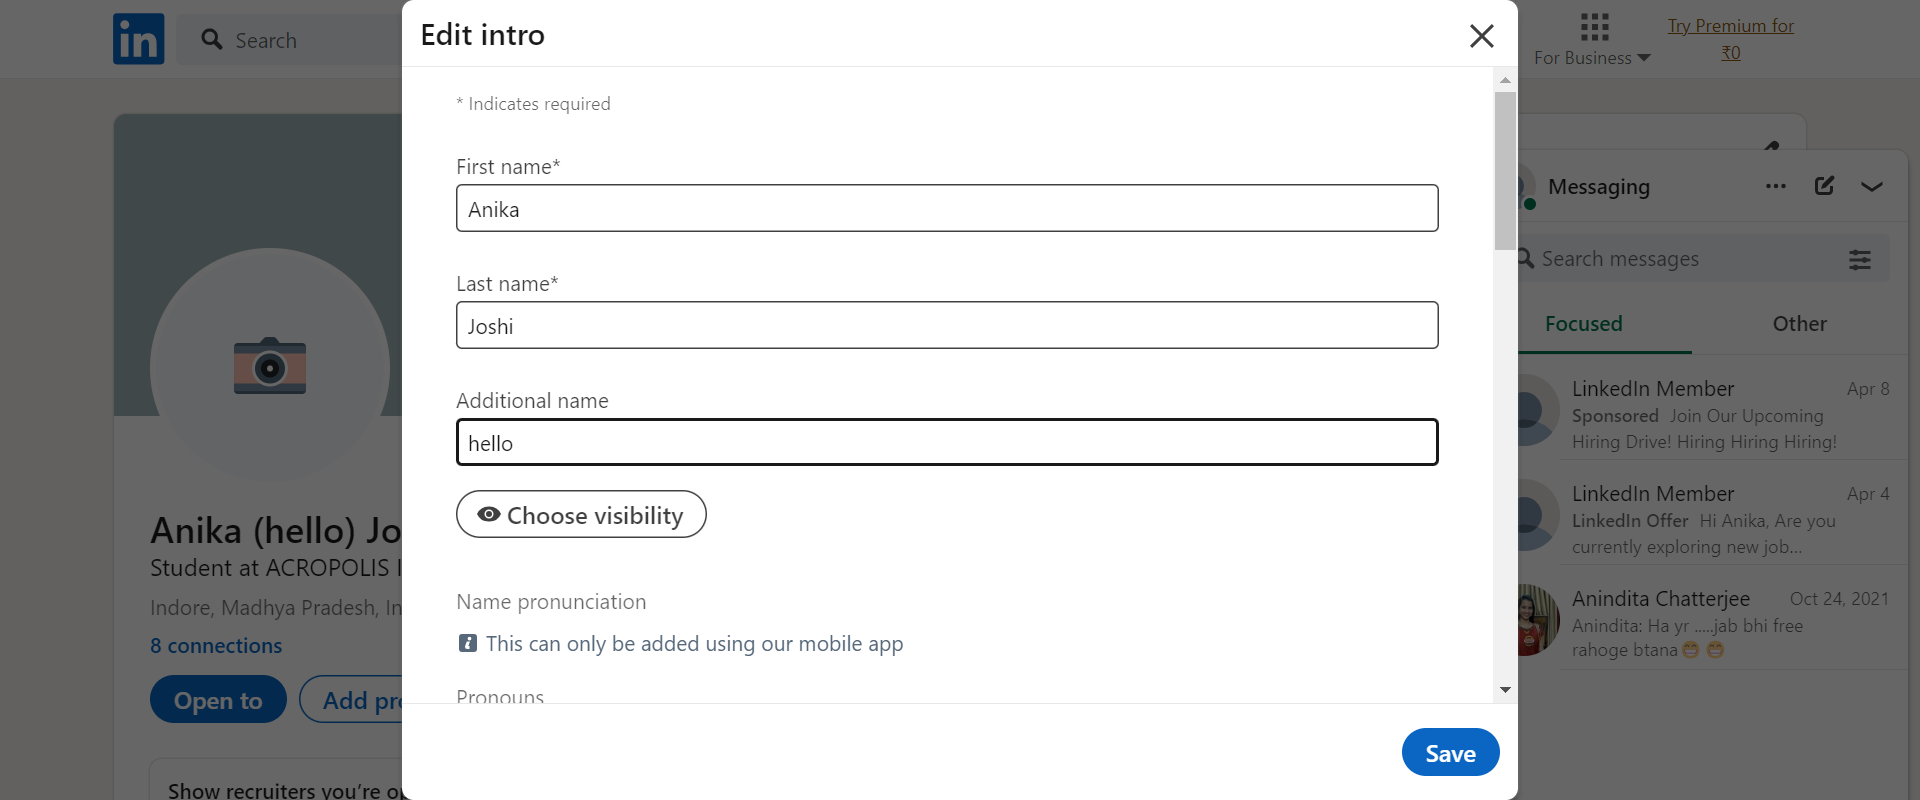 in
Search
For Business
Try Premium for
₹0
Edit intro
* Indicates required
First name*
Anika
Last name*
Joshi
Additional name
hello
Choose visibility
Name pronunciation
This can only be added using our mobile app
Pronouns
Save
Anika (hello) Jo
Student at ACROPOLIS I
Indore, Madhya Pradesh, In
8 connections
Open to
Add pr
Show recruiters you're o
Messaging
Search messages
Focused
Other
LinkedIn Member
Apr 8
Sponsored Join Our Upcoming
Hiring Drive! Hiring Hiring Hiring!
LinkedIn Member
Apr 4
LinkedIn Offer Hi Anika, Are you
currently exploring new job...
Anindita Chatterjee
Oct 24, 2021
Anindita: Ha yr .....jab bhi free
rahoge btana😁 😁